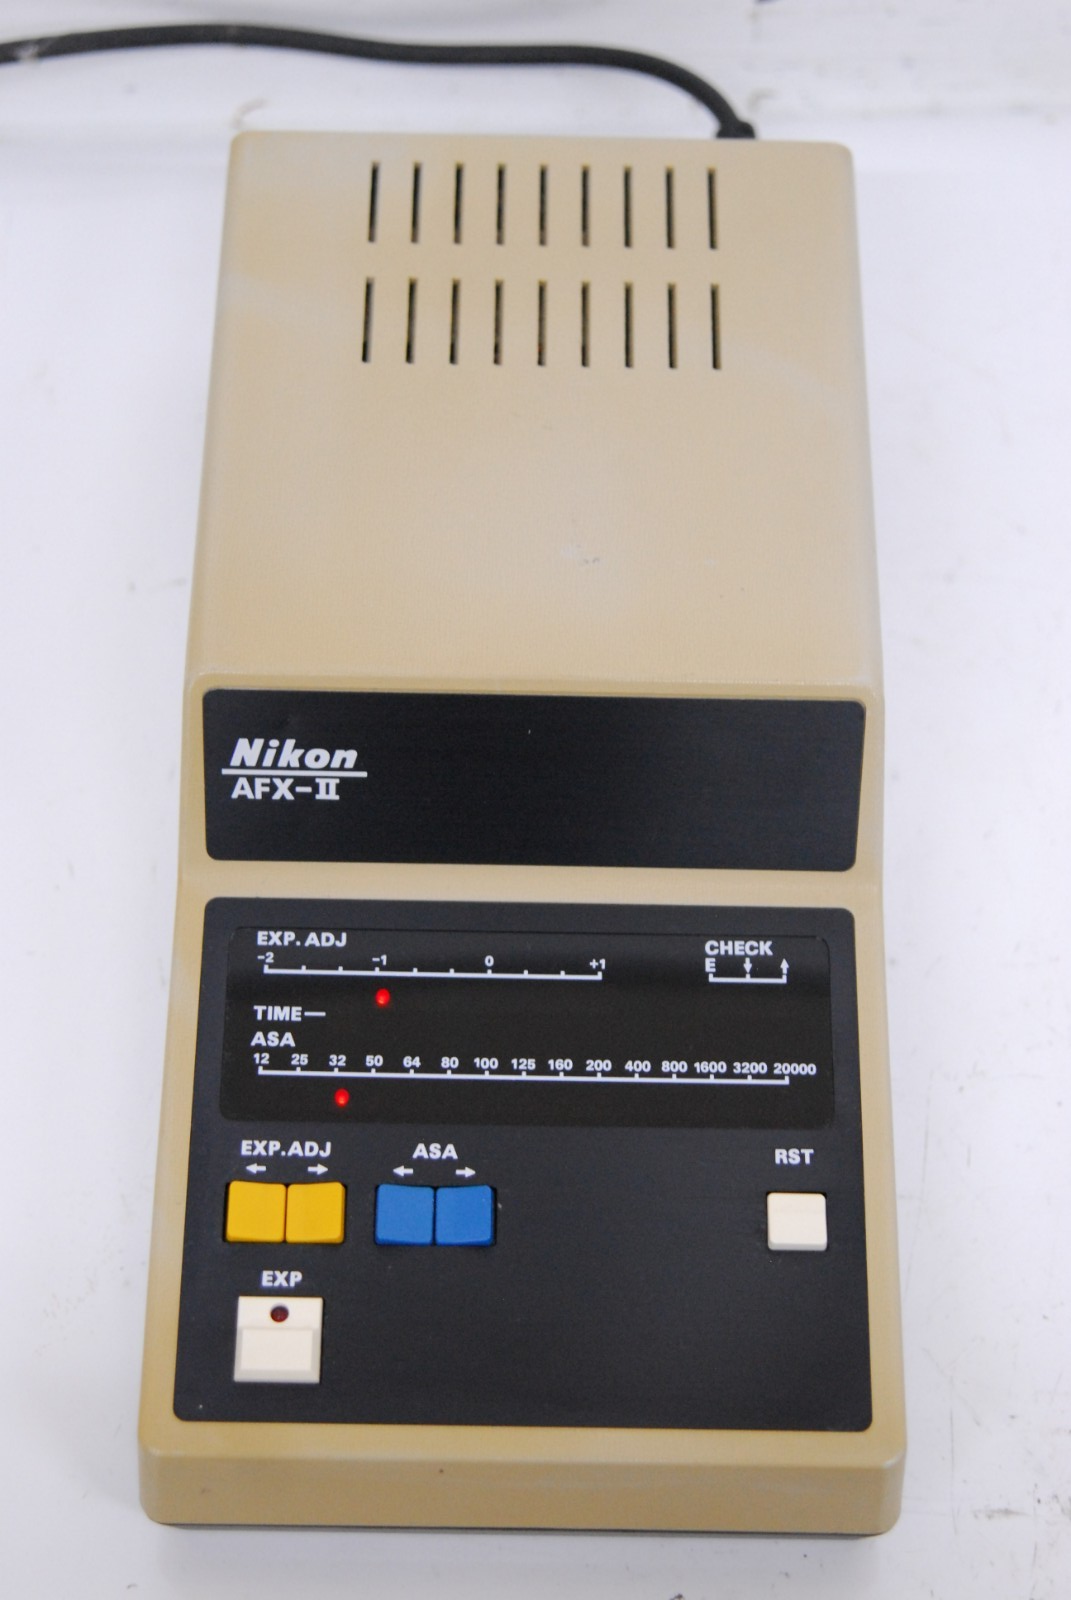 Nikon
AFX-II
EXP. ADJ
-2 -1 0 +1
CHECK
E ↓ ↑
TIME—
ASA
12 25 32 50 64 80 100 125 160 200 400 800 1600 3200 20000
EXP.ADJ
← →
ASA
← →
RST
EXP